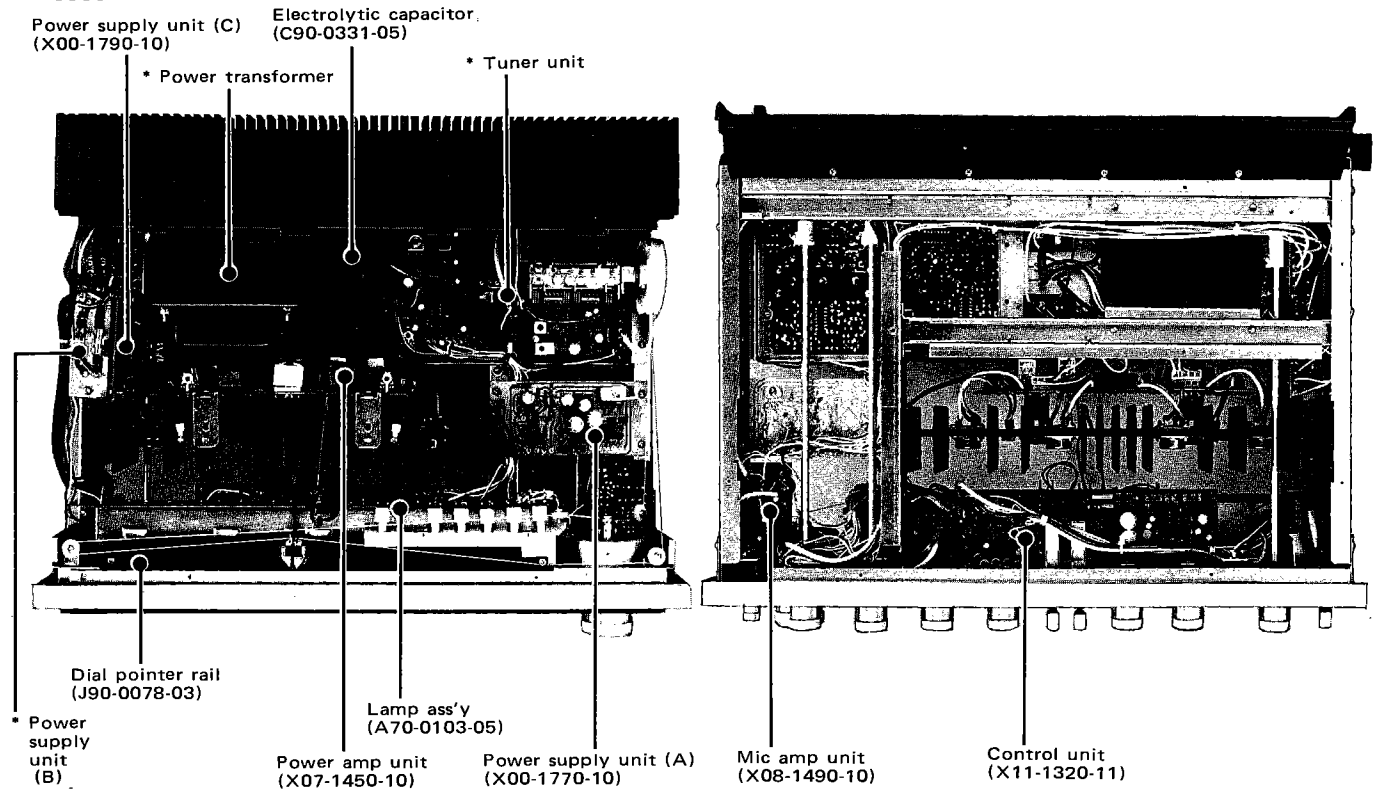 Power supply unit (C)
(X00-1790-10)
Electrolytic capacitor
(C90-0331-05)
* Power transformer
* Tuner unit
Dial pointer rail
(J90-0078-03)
* Power
supply
unit
(B)
Lamp ass'y
(A70-0103-05)
Power amp unit
(X07-1450-10)
Power supply unit (A)
(X00-1770-10)
Mic amp unit
(X08-1490-10)
Control unit
(X11-1320-11)